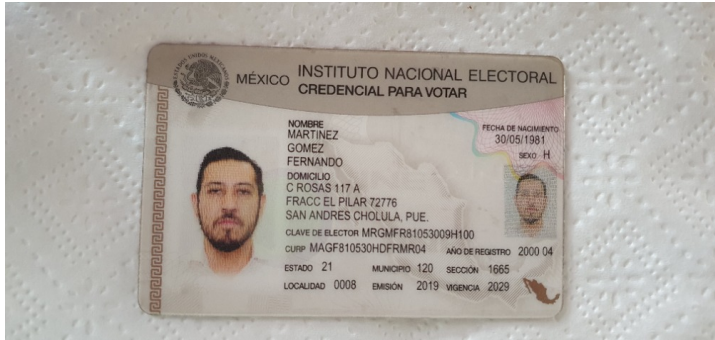 MÉXICO INSTITUTO NACIONAL ELECTORAL
CREDENCIAL PARA VOTAR
NOMBRE
MARTINEZ
GOMEZ
FERNANDO
FECHA DE NACIMIENTO
30/05/1981
SEXO H
DOMICILIO
C ROSAS 117 A
FRACC EL PILAR 72776
SAN ANDRES CHOLULA, PUE.
CLAVE DE ELECTOR MRGMFR81053009H100
CURP MAGF810530HDFRMR04 AÑO DE REGISTRO 2000 04
ESTADO 21 MUNICIPIO 120 SECCIÓN 1665
LOCALIDAD 0008 EMISIÓN 2019 VIGENCIA 2029